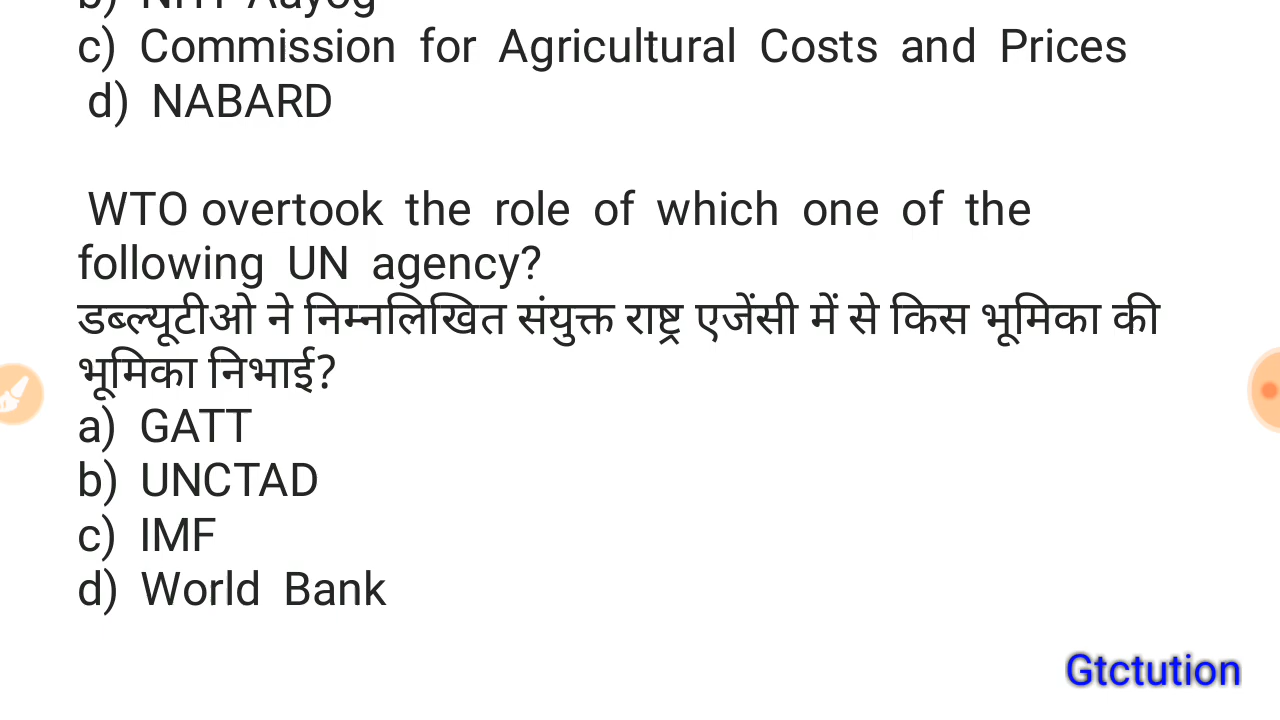 b) NITI Aayog
c) Commission for Agricultural Costs and Prices
d) NABARD
WTO overtook the role of which one of the
following UN agency?
डब्ल्यूटीओ ने निम्नलिखित संयुक्त राष्ट्र एजेंसी में से किस भूमिका की
भूमिका निभाई?
a) GATT
b) UNCTAD
c) IMF
d) World Bank
Gtctution